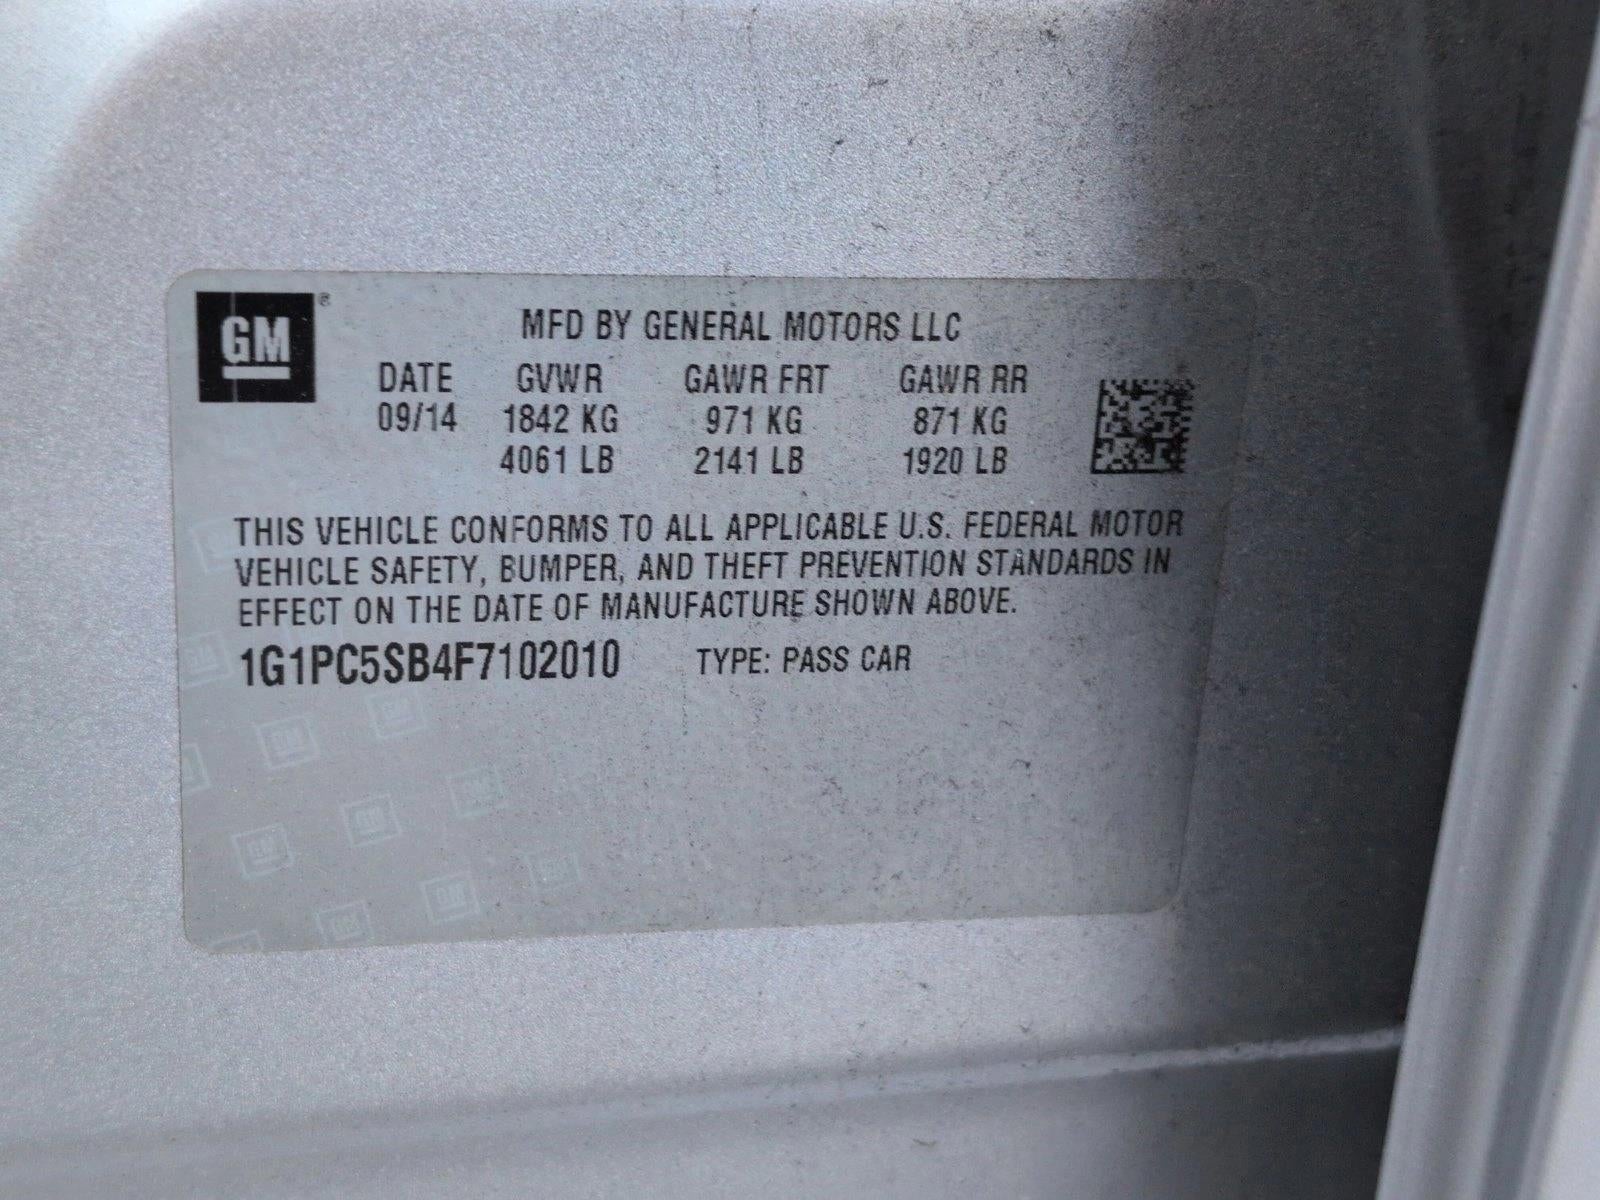 GM ®
MFD BY GENERAL MOTORS LLC
DATE GVWR GAWR FRT GAWR RR
09/14 1842 KG 971 KG 871 KG
4061 LB 2141 LB 1920 LB
THIS VEHICLE CONFORMS TO ALL APPLICABLE U.S. FEDERAL MOTOR
VEHICLE SAFETY, BUMPER, AND THEFT PREVENTION STANDARDS IN
EFFECT ON THE DATE OF MANUFACTURE SHOWN ABOVE.
1G1PC5SB4F7102010 TYPE: PASS CAR